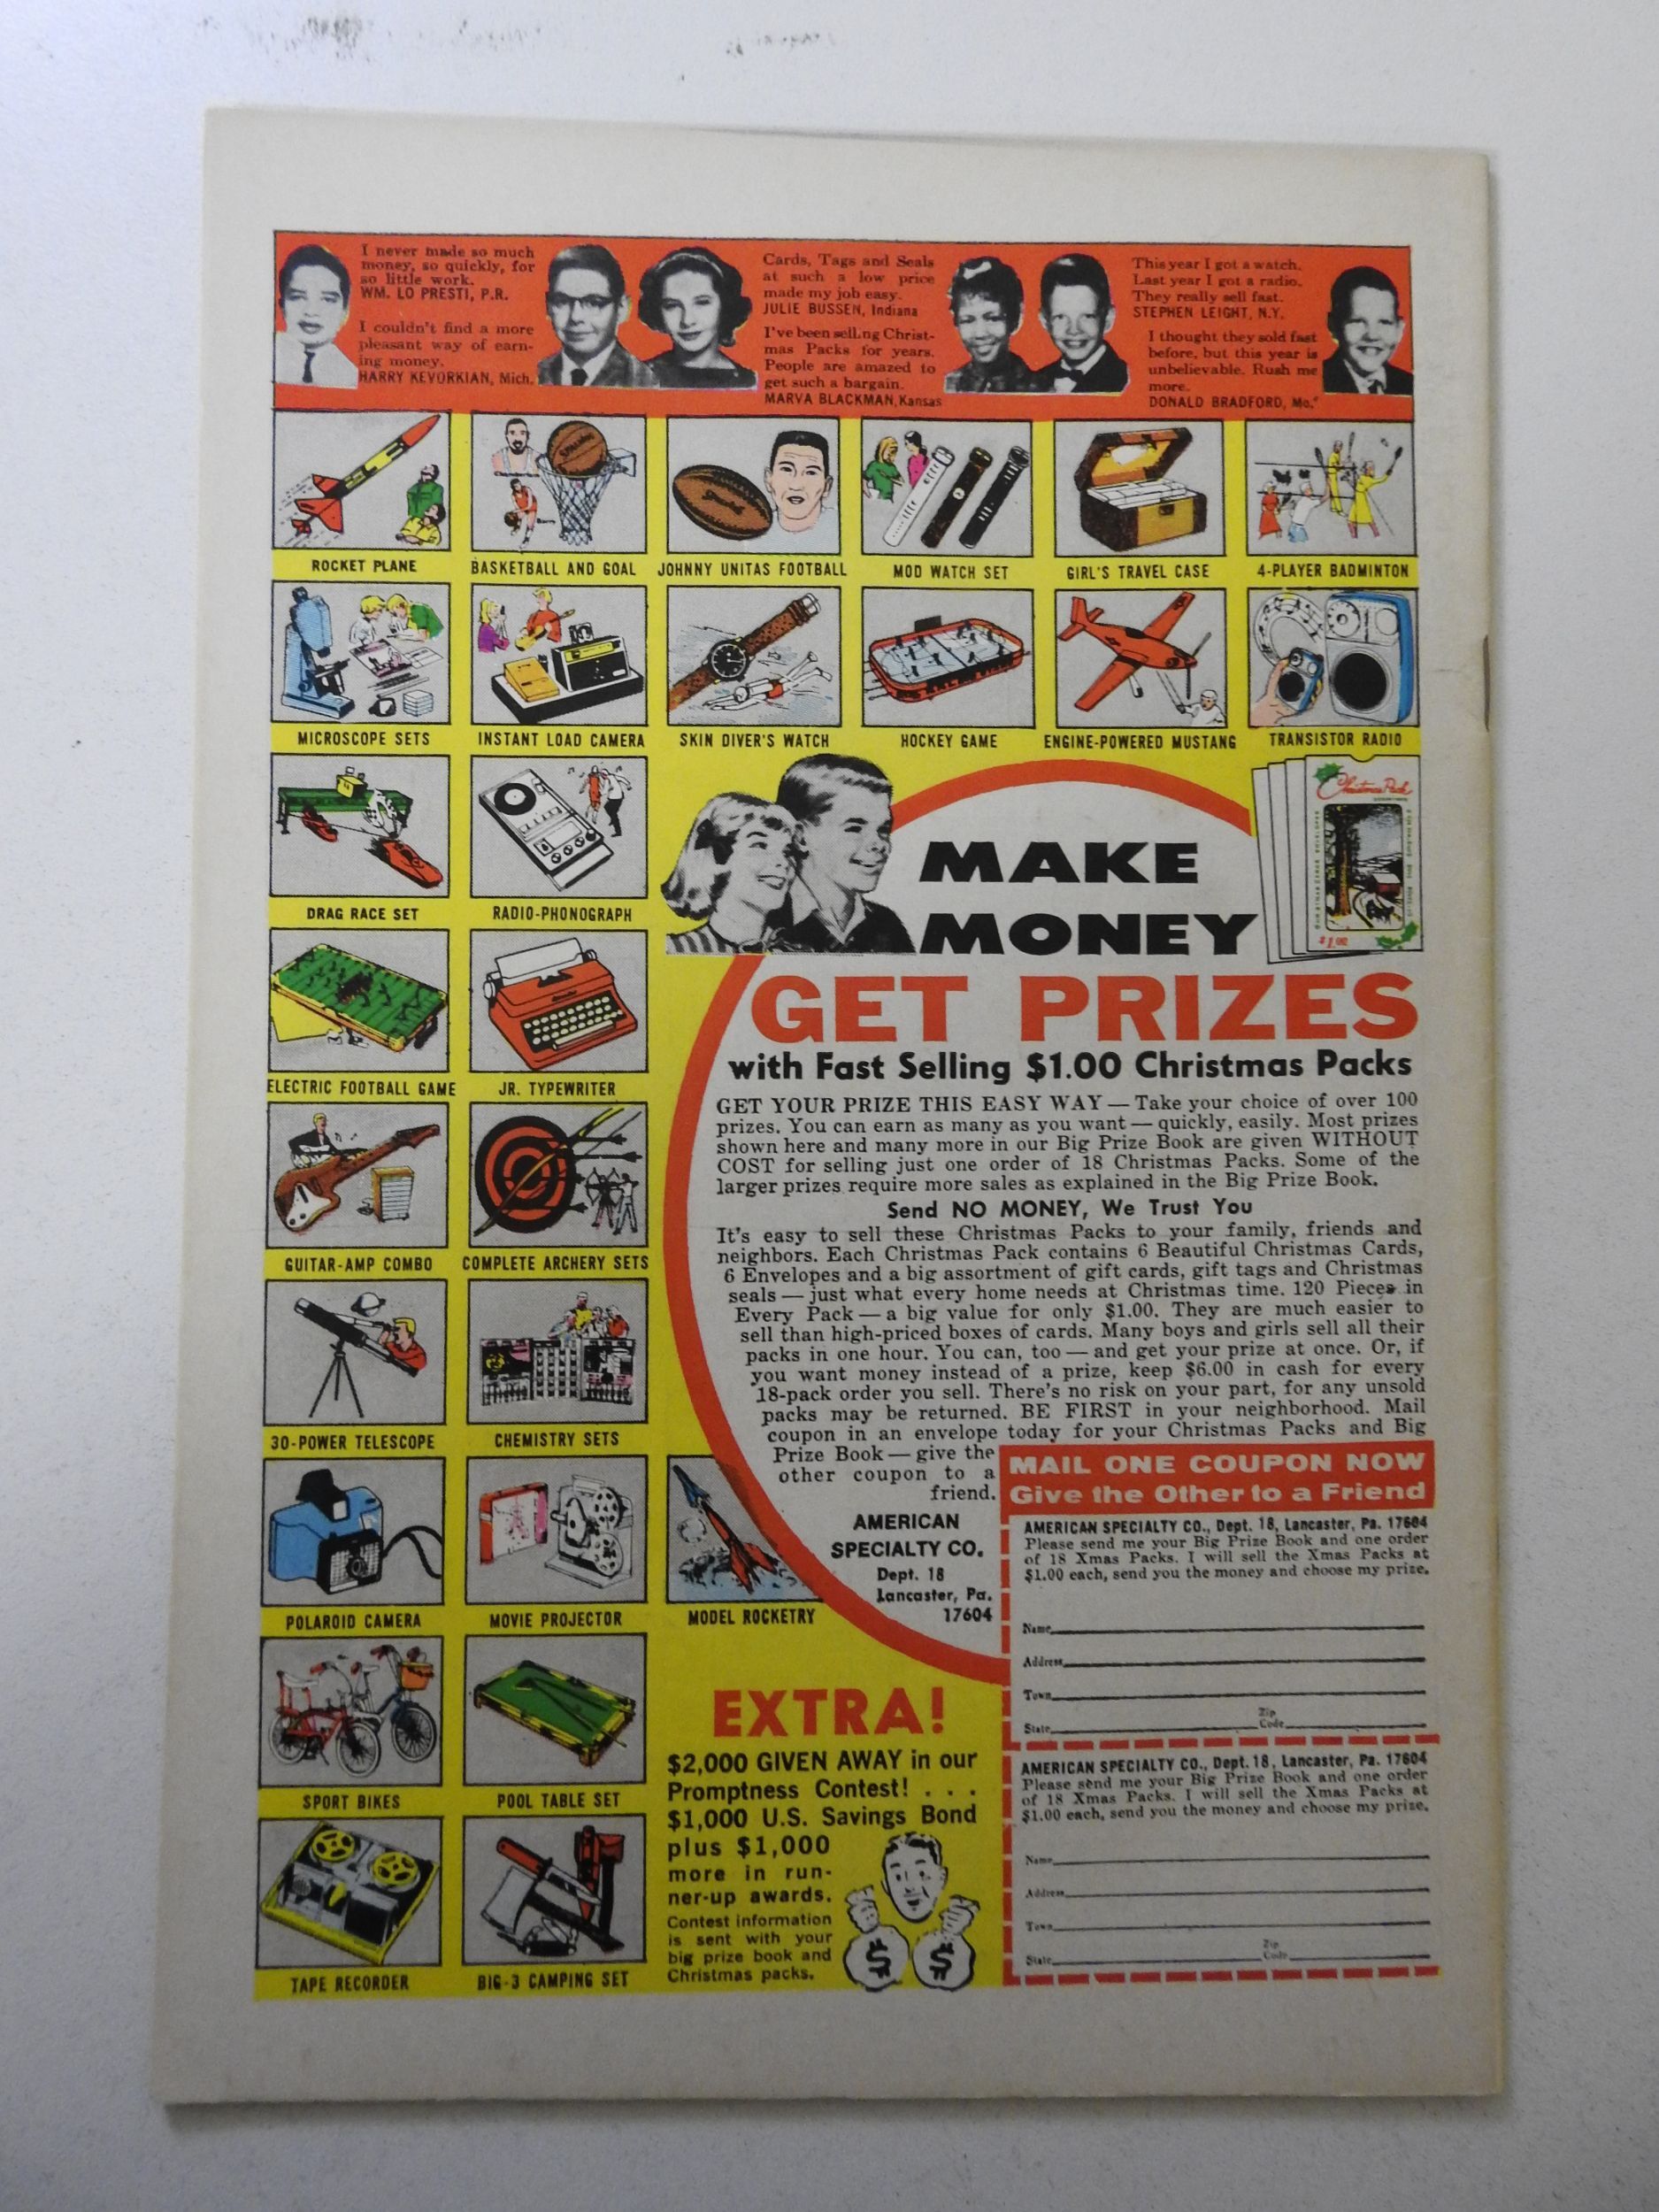 I never made so much
money, so quickly, for
so little work.
WM. LO PRESTI, P.R.
I couldn't find a more
pleasant way of earn-
ing money.
HARRY KEVORKIAN, Mich.
Cards, Tags and Seals
at such a low price
made my job easy.
JULIE BUSSEN, Indiana
I've been selling Christ-
mas Packs for years.
People are amazed to
get such a bargain.
MARVA BLACKMAN, Kansas
This year I got a watch.
Last year I got a radio.
They really sell fast.
STEPHEN LEIGHT, N.Y.
I thought they sold fast
before, but this year is
unbelievable. Rush me
more.
DONALD BRADFORD, Mo."
ROCKET PLANE
BASKETBALL AND GOAL
JOHNNY UNITAS FOOTBALL
MOD WATCH SET
GIRL'S TRAVEL CASE
4-PLAYER BADMINTON
MICROSCOPE SETS
INSTANT LOAD CAMERA
SKIN DIVER'S WATCH
HOCKEY GAME
ENGINE-POWERED MUSTANG
TRANSISTOR RADIO
DRAG RACE SET
RADIO-PHONOGRAPH
ELECTRIC FOOTBALL GAME
JR. TYPEWRITER
GUITAR-AMP COMBO
COMPLETE ARCHERY SETS
30-POWER TELESCOPE
CHEMISTRY SETS
POLAROID CAMERA
MOVIE PROJECTOR
MODEL ROCKETRY
SPORT BIKES
POOL TABLE SET
TAPE RECORDER
BIG-3 CAMPING SET
Christmas Pack
$1.00
MAKE
MONEY
GET PRIZES
with Fast Selling $1.00 Christmas Packs
GET YOUR PRIZE THIS EASY WAY — Take your choice of over 100
prizes. You can earn as many as you want — quickly, easily. Most prizes
shown here and many more in our Big Prize Book are given WITHOUT
COST for selling just one order of 18 Christmas Packs. Some of the
larger prizes require more sales as explained in the Big Prize Book.
Send NO MONEY, We Trust You
It's easy to sell these Christmas Packs to your family, friends and
neighbors. Each Christmas Pack contains 6 Beautiful Christmas Cards,
6 Envelopes and a big assortment of gift cards, gift tags and Christmas
seals — just what every home needs at Christmas time. 120 Pieces in
Every Pack — a big value for only $1.00. They are much easier to
sell than high-priced boxes of cards. Many boys and girls sell all their
packs in one hour. You can, too — and get your prize at once. Or, if
you want money instead of a prize, keep $6.00 in cash for every
18-pack order you sell. There's no risk on your part, for any unsold
packs may be returned. BE FIRST in your neighborhood. Mail
coupon in an envelope today for your Christmas Packs and Big
Prize Book — give the
other coupon to a
friend.
AMERICAN
SPECIALTY CO.
Dept. 18
Lancaster, Pa.
17604
MAIL ONE COUPON NOW
Give the Other to a Friend
AMERICAN SPECIALTY CO., Dept. 18, Lancaster, Pa. 17604
Please send me your Big Prize Book and one order
of 18 Xmas Packs. I will sell the Xmas Packs at
$1.00 each, send you the money and choose my prize.
Name
Address
Town
State Zip Code
AMERICAN SPECIALTY CO., Dept. 18, Lancaster, Pa. 17604
Please send me your Big Prize Book and one order
of 18 Xmas Packs. I will sell the Xmas Packs at
$1.00 each, send you the money and choose my prize.
Name
Address
Town
State Zip Code
EXTRA!
$2,000 GIVEN AWAY in our
Promptness Contest! . . .
$1,000 U.S. Savings Bond
plus $1,000
more in run-
ner-up awards.
Contest information
is sent with your
big prize book and
Christmas packs.
$ $